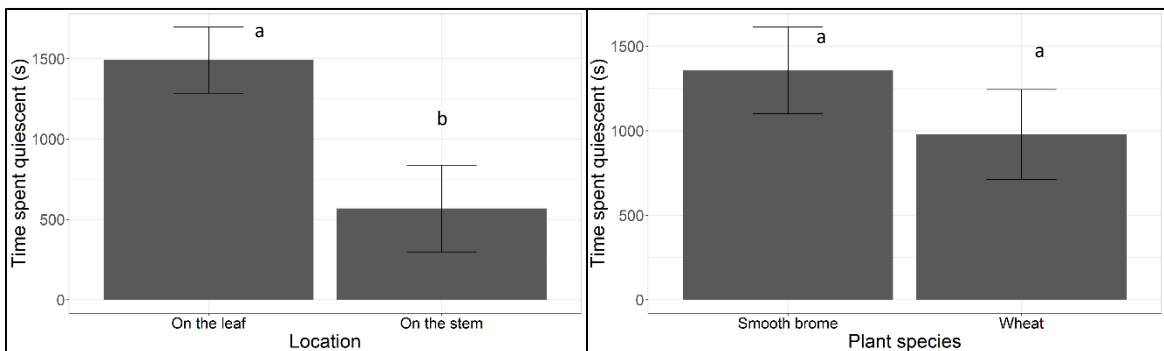 Time spent quiescent (s)
1500
1000
500
0
a
b
On the leaf
On the stem
Location
Time spent quiescent (s)
1500
1000
500
0
a
a
Smooth brome
Wheat
Plant species